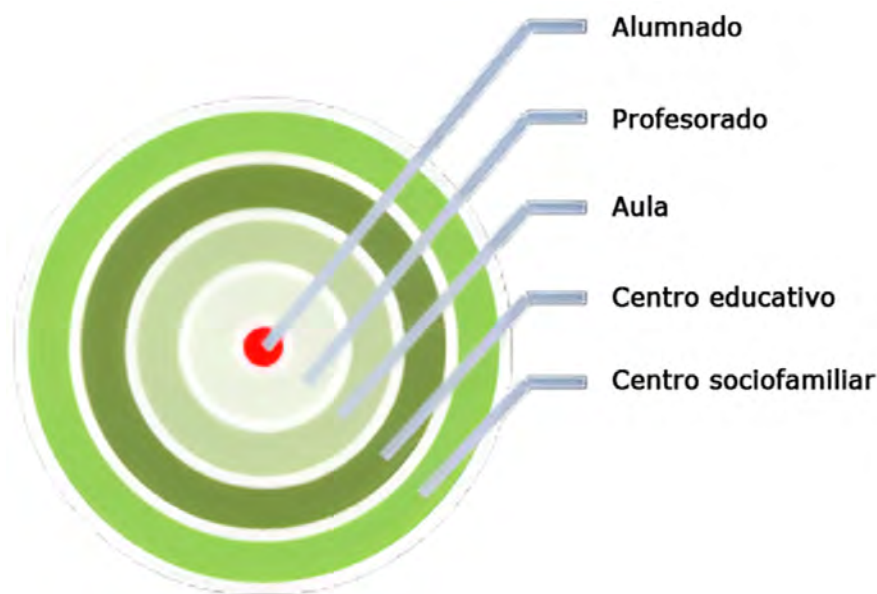 Alumnado
Profesorado
Aula
Centro educativo
Centro sociofamiliar